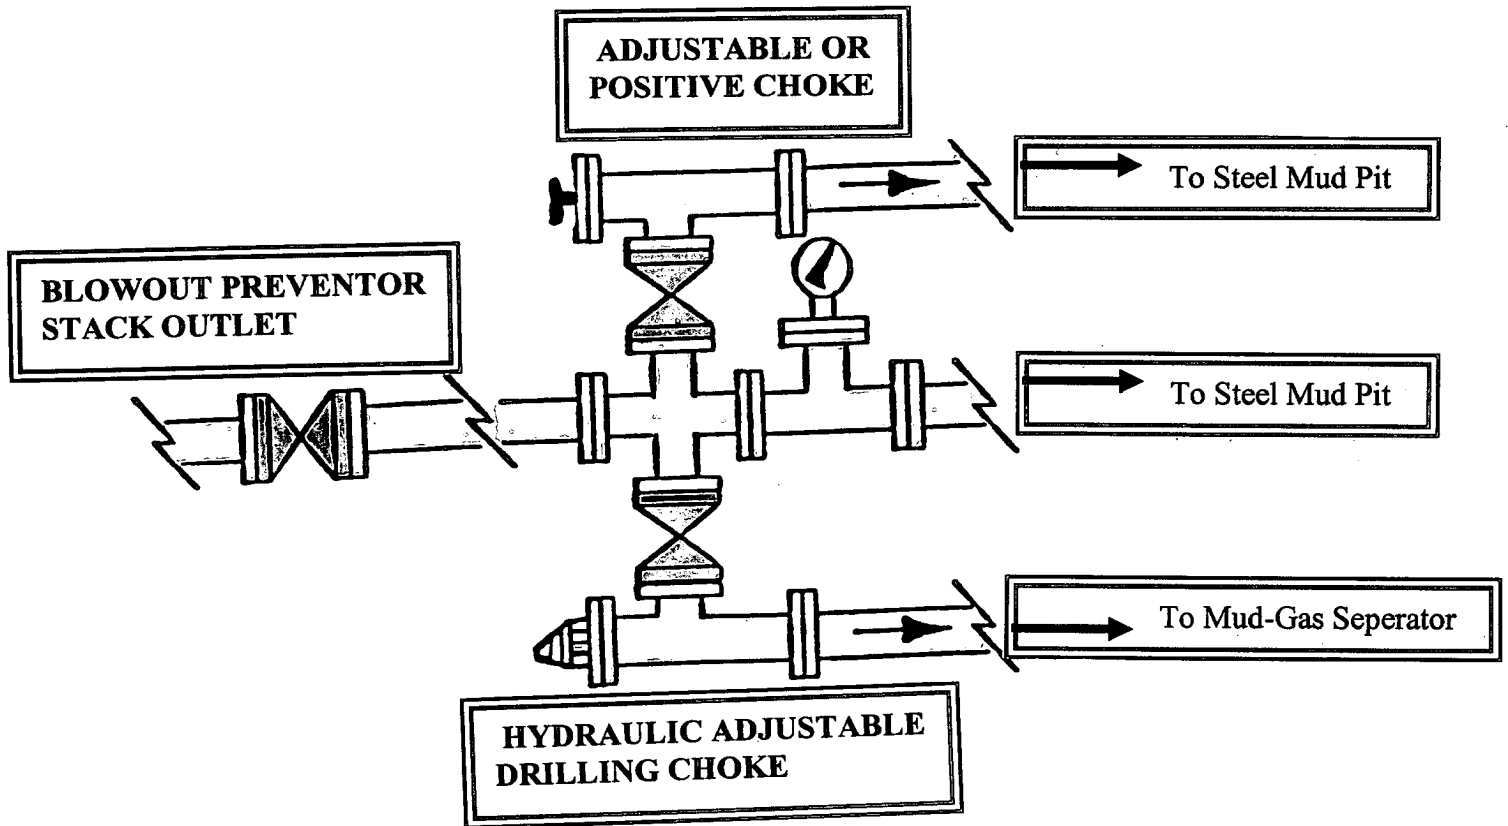 ADJUSTABLE OR
POSITIVE CHOKE
To Steel Mud Pit
BLOWOUT PREVENTOR
STACK OUTLET
To Steel Mud Pit
To Mud-Gas Seperator
HYDRAULIC ADJUSTABLE
DRILLING CHOKE